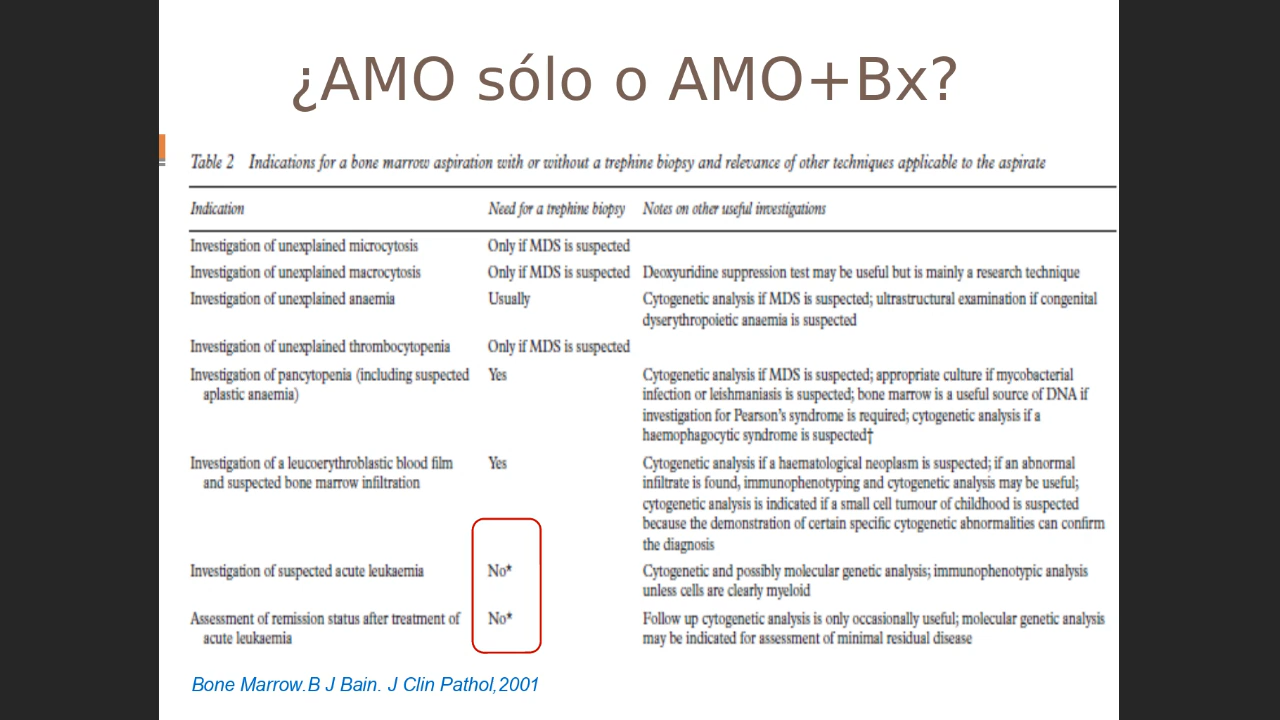 ¿AMO sólo o AMO+Bx?
Table 2 Indications for a bone marrow aspiration with or without a trephine biopsy and relevance of other techniques applicable to the aspirate
Indication Need for a trephine biopsy Notes on other useful investigations
Investigation of unexplained microcytosis Only if MDS is suspected
Investigation of unexplained macrocytosis Only if MDS is suspected Deoxyuridine suppression test may be useful but is mainly a research technique
Investigation of unexplained anaemia Usually Cytogenetic analysis if MDS is suspected; ultrastructural examination if congenital
dyserythropoietic anaemia is suspected
Investigation of unexplained thrombocytopenia Only if MDS is suspected
Investigation of pancytopenia (including suspected Yes Cytogenetic analysis if MDS is suspected; appropriate culture if mycobacterial
aplastic anaemia) infection or leishmaniasis is suspected; bone marrow is a useful source of DNA if
investigation for Pearson's syndrome is required; cytogenetic analysis if a
haemophagocytic syndrome is suspected†
Investigation of a leucoerythroblastic blood film Yes Cytogenetic analysis if a haematological neoplasm is suspected; if an abnormal
and suspected bone marrow infiltration infiltrate is found, immunophenotyping and cytogenetic analysis may be useful;
cytogenetic analysis is indicated if a small cell tumour of childhood is suspected
because the demonstration of certain specific cytogenetic abnormalities can confirm
the diagnosis
Investigation of suspected acute leukaemia No* Cytogenetic and possibly molecular genetic analysis; immunophenotypic analysis
unless cells are clearly myeloid
Assessment of remission status after treatment of No* Follow up cytogenetic analysis is only occasionally useful; molecular genetic analysis
acute leukaemia may be indicated for assessment of minimal residual disease
Bone Marrow.B J Bain. J Clin Pathol,2001